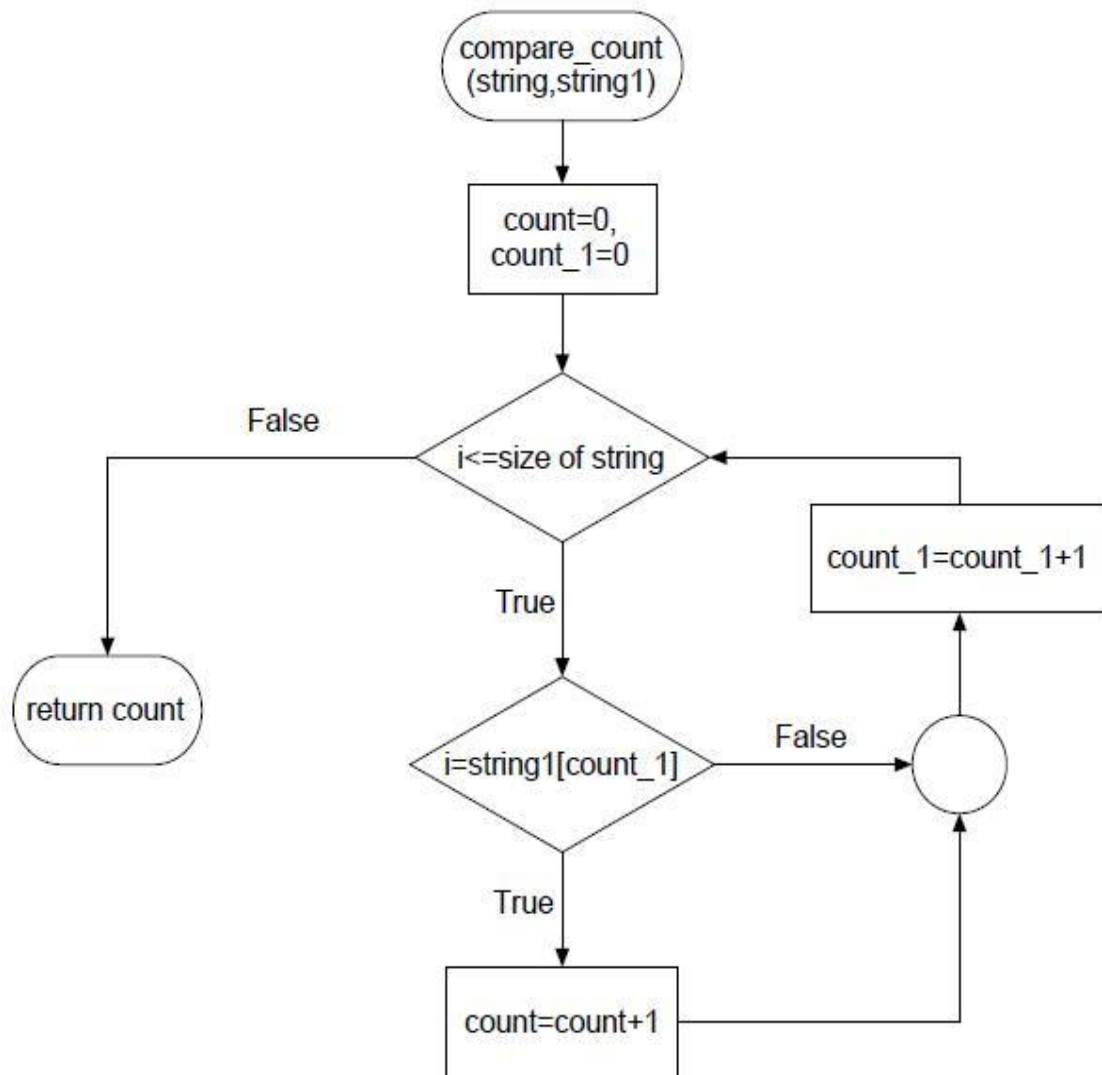 compare_count
(string,string1)
count=0,
count_1=0
False
i<=size of string
count_1=count_1+1
True
return count
False
i=string1[count_1]
True
count=count+1